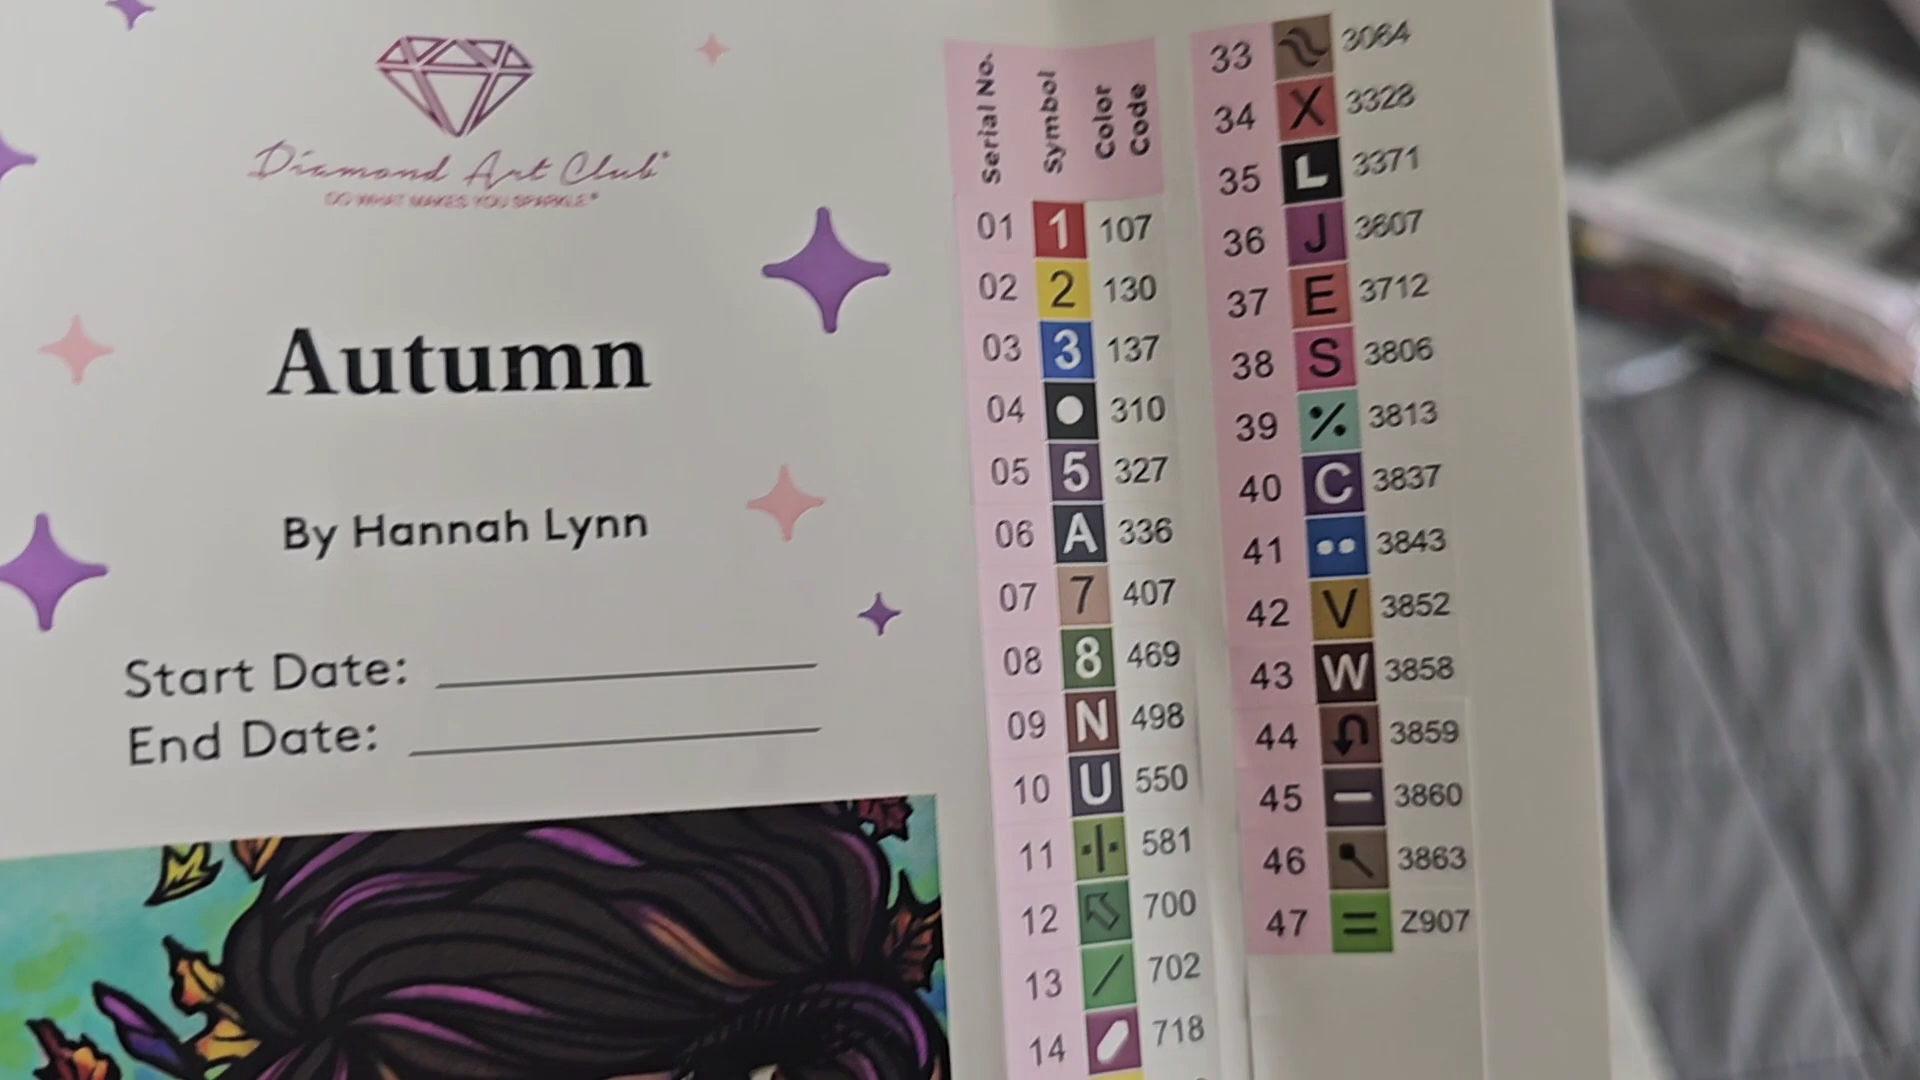 Diamond Art Club®
DO WHAT MAKES YOU SPARKLE®
Autumn
By Hannah Lynn
Start Date:
End Date:
Serial No. Symbol Color Code
01 1 107
02 2 130
03 3 137
04 310
05 5 327
06 A 336
07 7 407
08 8 469
09 N 498
10 U 550
11 581
12 700
13 / 702
14 718
33 3064
34 X 3328
35 L 3371
36 J 3607
37 E 3712
38 S 3806
39 % 3813
40 C 3837
41 3843
42 V 3852
43 W 3858
44 3859
45 – 3860
46 3863
47 = Z907